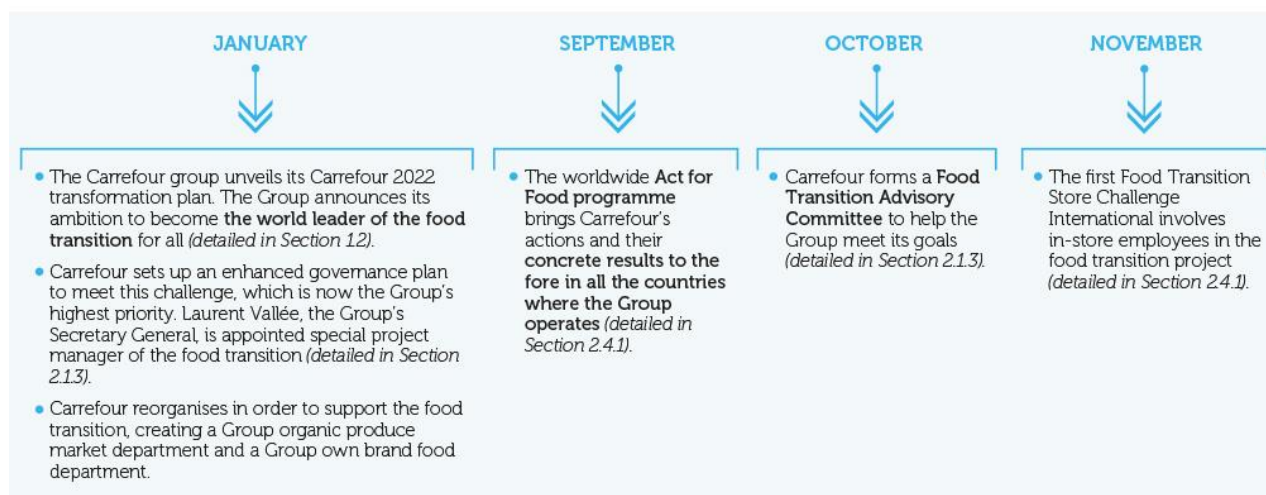 JANUARY
The Carrefour group unveils its Carrefour 2022
transformation plan. The Group announces its
ambition to become the world leader of the food
transition for all (detailed in Section 1.2).
Carrefour sets up an enhanced governance plan
to meet this challenge, which is now the Group's
highest priority. Laurent Vallée, the Group's
Secretary General, is appointed special project
manager of the food transition (detailed in Section
2.1.3).
Carrefour reorganises in order to support the food
transition, creating a Group organic produce
market department and a Group own brand food
department.
SEPTEMBER
The worldwide Act for
Food programme
brings Carrefour's
actions and their
concrete results to the
fore in all the countries
where the Group
operates (detailed in
Section 2.4.1).
OCTOBER
Carrefour forms a Food
Transition Advisory
Committee to help the
Group meet its goals
(detailed in Section 2.1.3).
NOVEMBER
The first Food Transition
Store Challenge
International involves
in-store employees in the
food transition project
(detailed in Section 2.4.1).